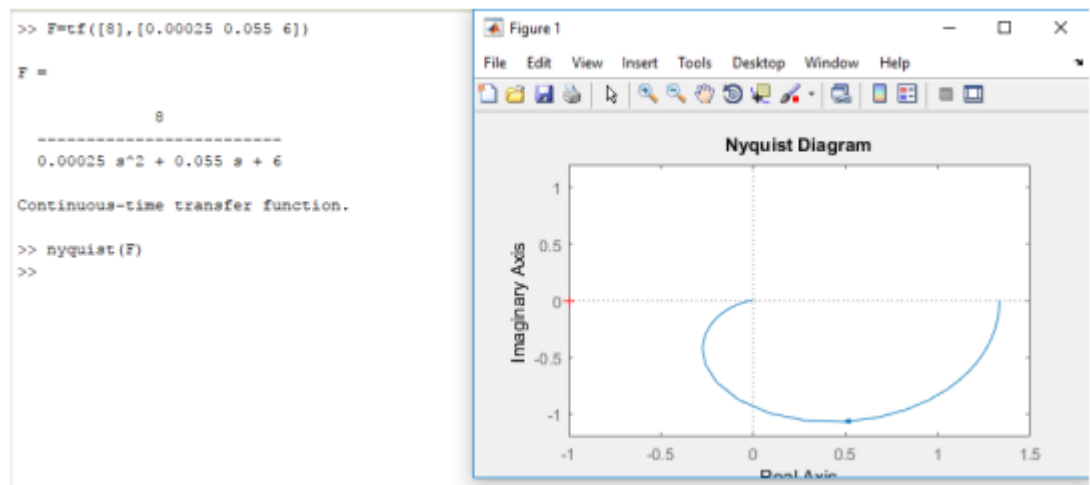 >> F=tf([8],[0.00025 0.055 6])
F =
8
--------------------------
0.00025 s^2 + 0.055 s + 6
Continuous-time transfer function.
>> nyquist(F)
>>
Figure 1
File Edit View Insert Tools Desktop Window Help
Nyquist Diagram
Imaginary Axis
1
0.5
0
-0.5
-1
-1 -0.5 0 0.5 1 1.5
Real Axis